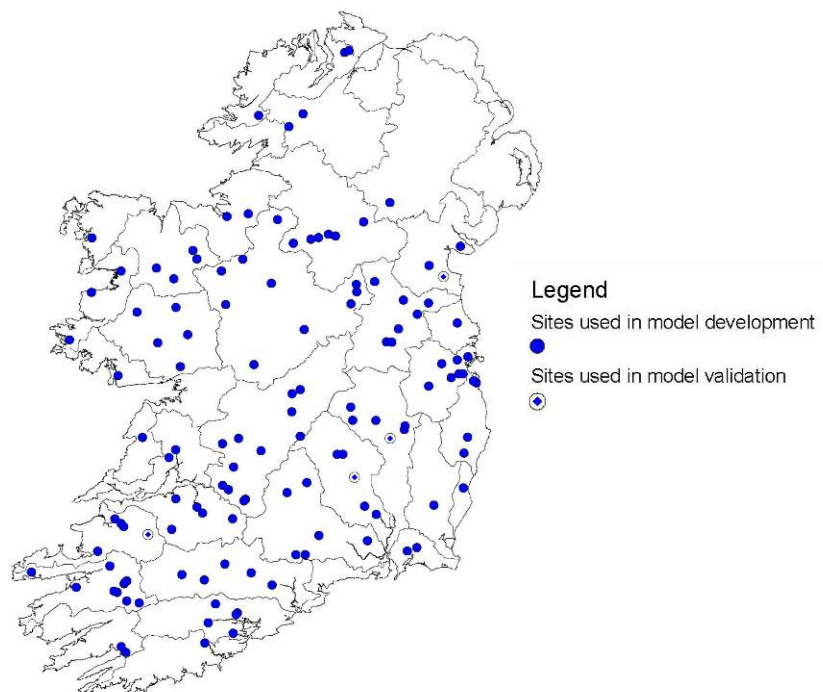 Legend
Sites used in model development
Sites used in model validation